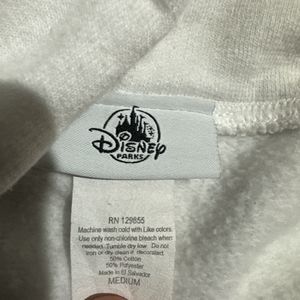 Disney
PARKS
RN 129855
Machine wash cold with Like colors.
Use only non-chlorine bleach when
needed. Tumble dry low. Do not
iron or dry clean if decorated.
50% Cotton
50% Polyester
Made in El Salvador
MEDIUM